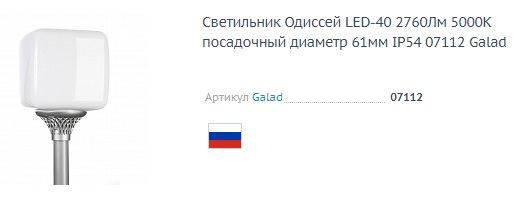 Светильник Одиссей LED-40 2760Лм 5000К
посадочный диаметр 61мм IP54 07112 Galad
Артикул Galad 07112